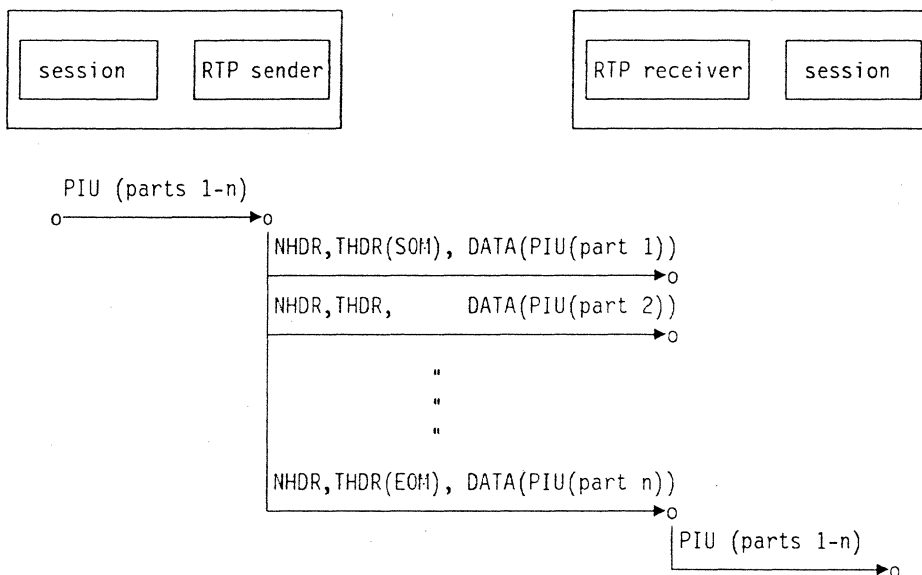 session RTP sender RTP receiver session
PIU (parts 1-n)
NHDR,THDR(SOM), DATA(PIU(part 1))
NHDR,THDR, DATA(PIU(part 2))
"
"
"
NHDR,THDR(EOM), DATA(PIU(part n))
PIU (parts 1-n)